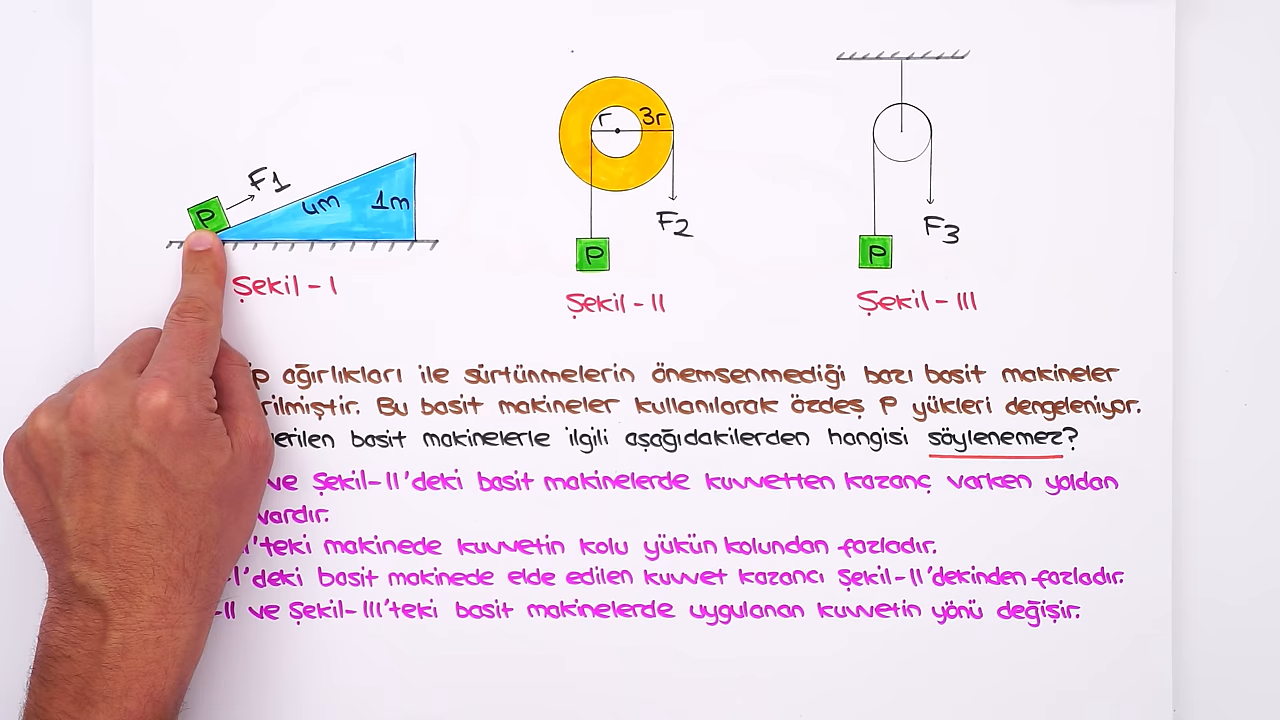 r 3r
F1
4m 1m
P
F2
F3
P
P
Şekil-I
Şekil-II
Şekil-III
ip ağırlıkları ile sürtünmelerin önemsenmediği bazı basit makineler
rilmiştir. Bu basit makineler kullanılarak özdeş P yükleri dengeleniyor.
verilen basit makinelerle ilgili aşağıdakilerden hangisi söylenemez?
ve Şekil-II'deki basit makinelerde kuvvetten kazanç varken yoldan
vardır.
'teki makinede kuvvetin kolu yükün kolundan fazladır.
'deki basit makinede elde edilen kuvvet kazancı Şekil-II'dekinden fazladır.
-II ve Şekil-III'teki basit makinelerde uygulanan kuvvetin yönü değişir.